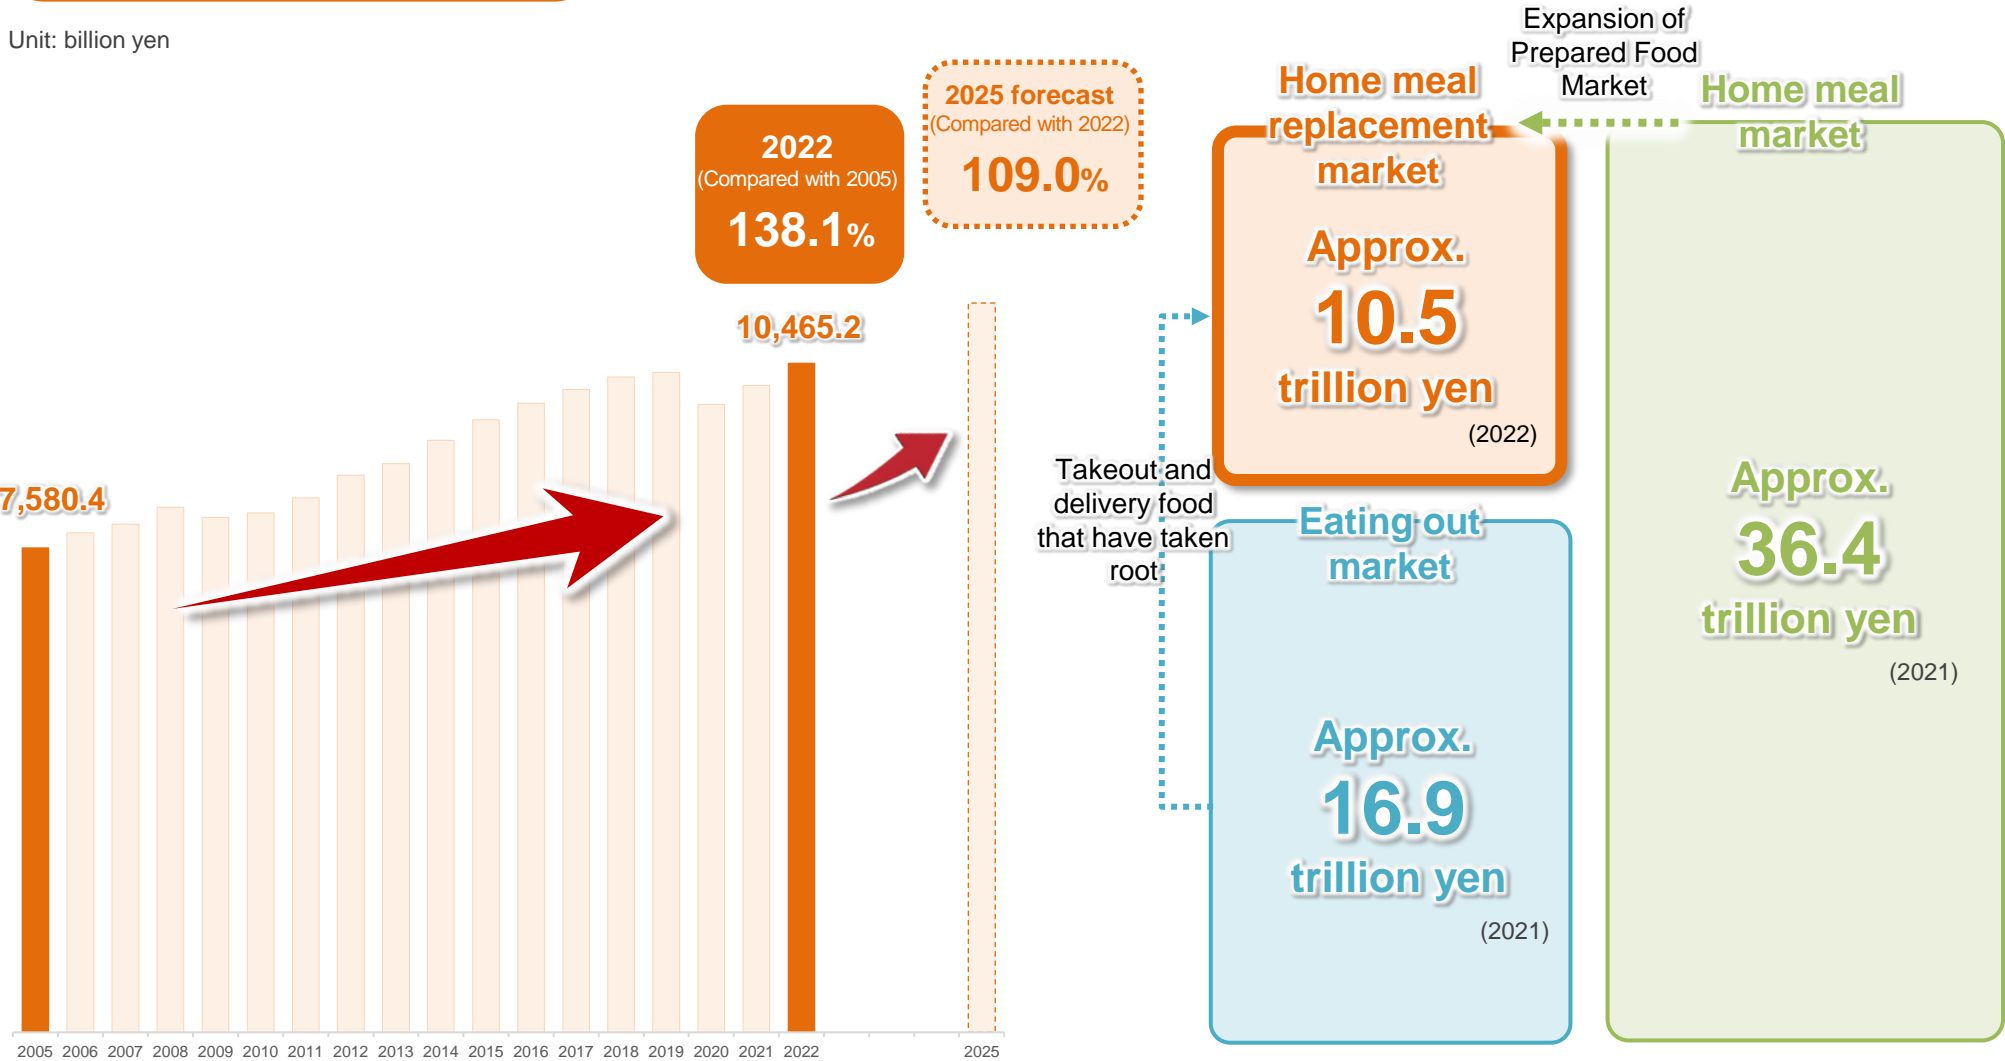 Unit: billion yen
2022
(Compared with 2005)
138.1%
2025 forecast
(Compared with 2022)
109.0%
7,580.4
10,465.2
2005 2006 2007 2008 2009 2010 2011 2012 2013 2014 2015 2016 2017 2018 2019 2020 2021 2022 2025
Expansion of
Prepared Food
Market
Home meal
replacement
market
Approx.
10.5
trillion yen
(2022)
Takeout and
delivery food
that have taken
root
Eating out
market
Approx.
16.9
trillion yen
(2021)
Home meal
market
Approx.
36.4
trillion yen
(2021)